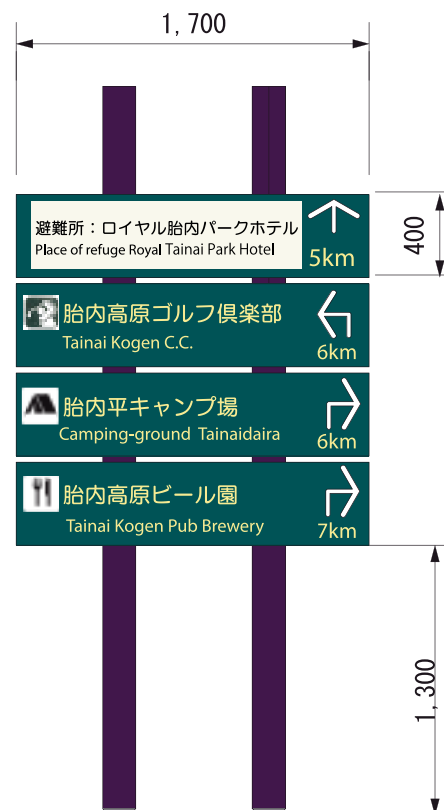 1,700
避難所：ロイヤル胎内パークホテル
Place of refuge Royal Tainai Park Hotel
5km
400
胎内高原ゴルフ倶楽部
Tainai Kogen C.C.
6km
胎内平キャンプ場
Camping-ground Tainaidaira
6km
胎内高原ビール園
Tainai Kogen Pub Brewery
7km
1,300